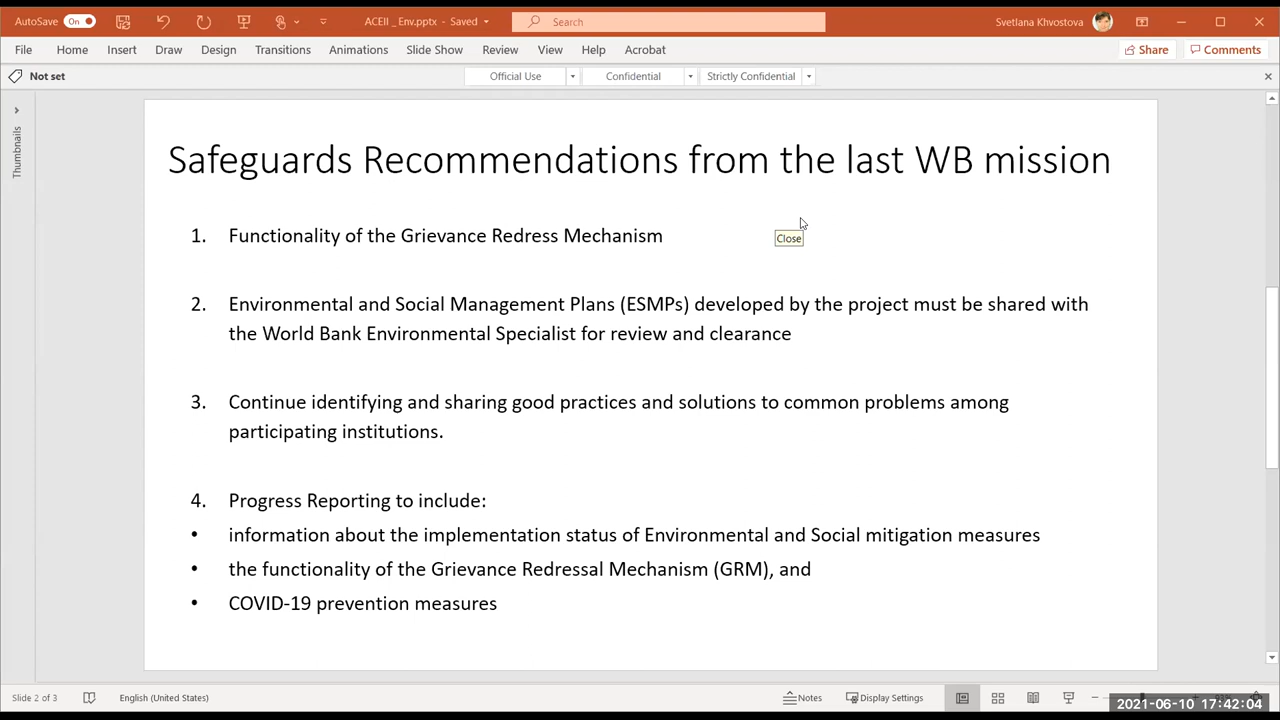 AutoSave On ACEII _ Env.pptx - Saved Search Svetlana Khvostova
File Home Insert Draw Design Transitions Animations Slide Show Review View Help Acrobat Share Comments
Not set Official Use Confidential Strictly Confidential
Thumbnails
Safeguards Recommendations from the last WB mission
1. Functionality of the Grievance Redress Mechanism
Close
2. Environmental and Social Management Plans (ESMPs) developed by the project must be shared with
the World Bank Environmental Specialist for review and clearance
3. Continue identifying and sharing good practices and solutions to common problems among
participating institutions.
4. Progress Reporting to include:
• information about the implementation status of Environmental and Social mitigation measures
• the functionality of the Grievance Redressal Mechanism (GRM), and
• COVID-19 prevention measures
Slide 2 of 3 English (United States) Notes Display Settings
2021-06-10 17:42:04